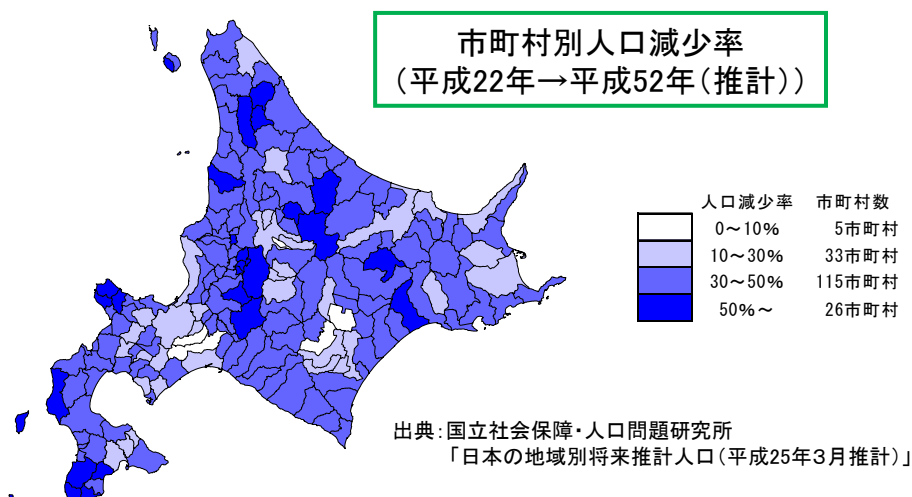 市町村別人口減少率
（平成22年→平成52年（推計））
人口減少率 市町村数
0～10% 5市町村
10～30% 33市町村
30～50% 115市町村
50%～ 26市町村
出典：国立社会保障・人口問題研究所
「日本の地域別将来推計人口（平成25年3月推計）」